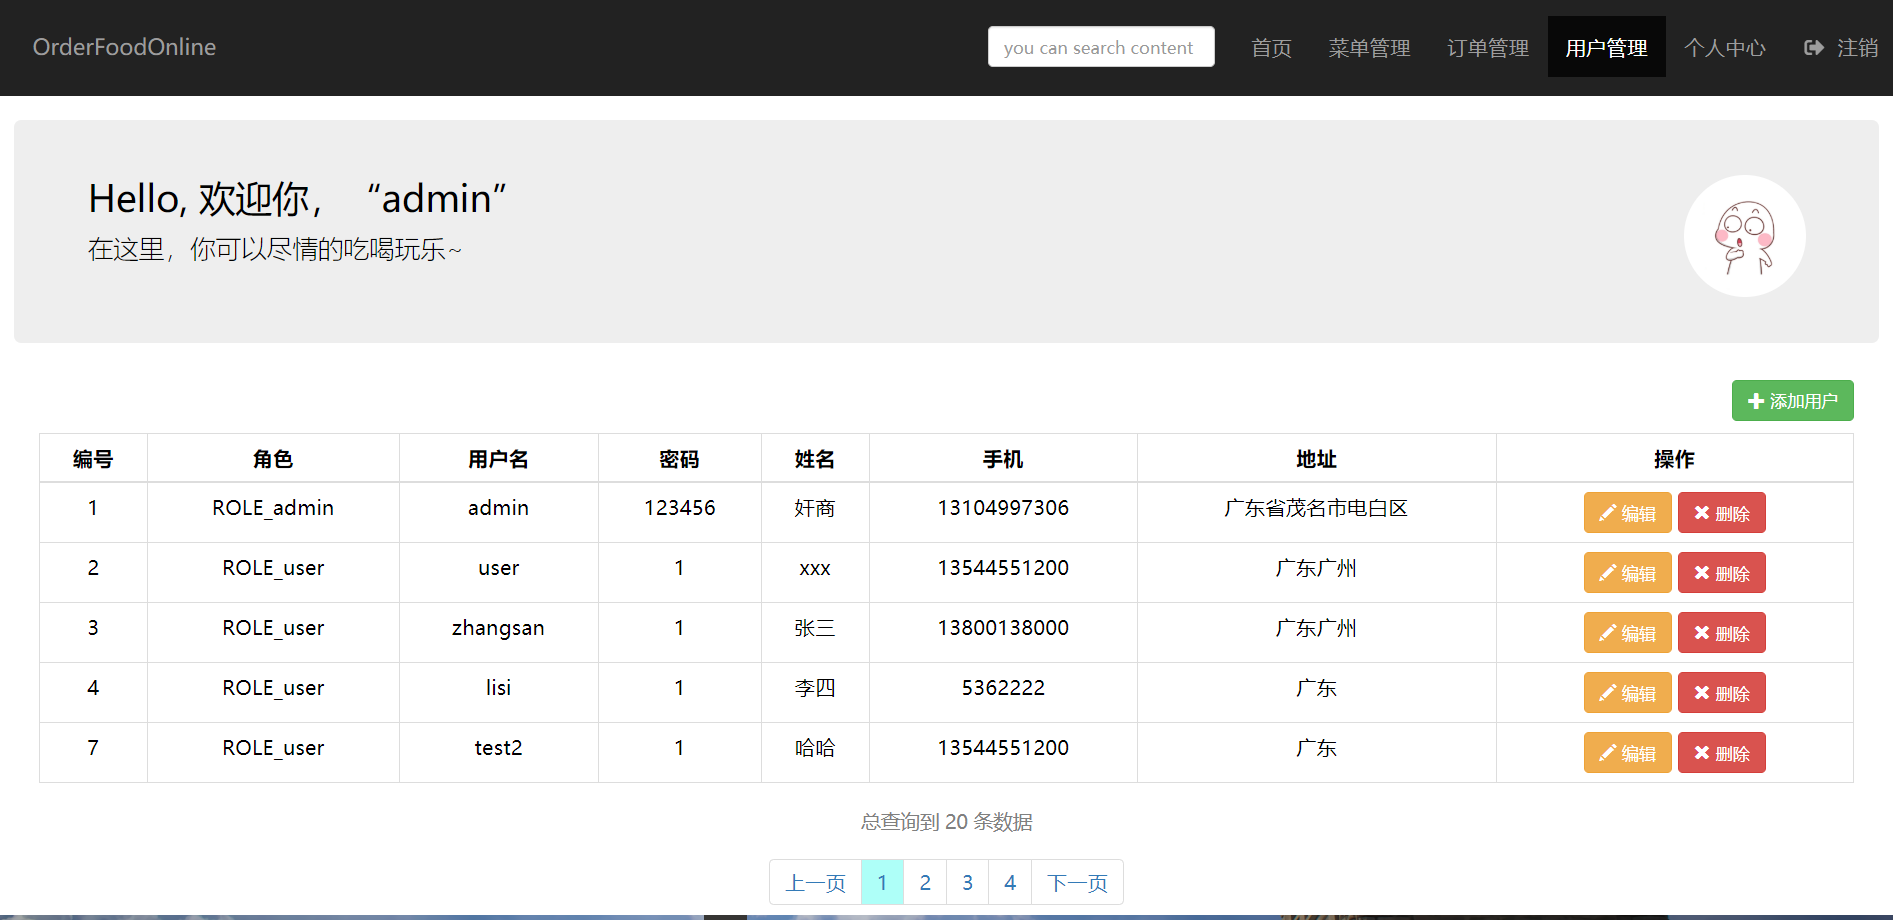 OrderFoodOnline you can search content 首页 菜单管理 订单管理 用户管理 个人中心 注销
Hello, 欢迎你， “admin”
在这里，你可以尽情的吃喝玩乐~
添加用户
编号 角色 用户名 密码 姓名 手机 地址 操作
1 ROLE_admin admin 123456 奸商 13104997306 广东省茂名市电白区 编辑 删除
2 ROLE_user user 1 xxx 13544551200 广东广州 编辑 删除
3 ROLE_user zhangsan 1 张三 13800138000 广东广州 编辑 删除
4 ROLE_user lisi 1 李四 5362222 广东 编辑 删除
7 ROLE_user test2 1 哈哈 13544551200 广东 编辑 删除
总查询到 20 条数据
上一页 1 2 3 4 下一页